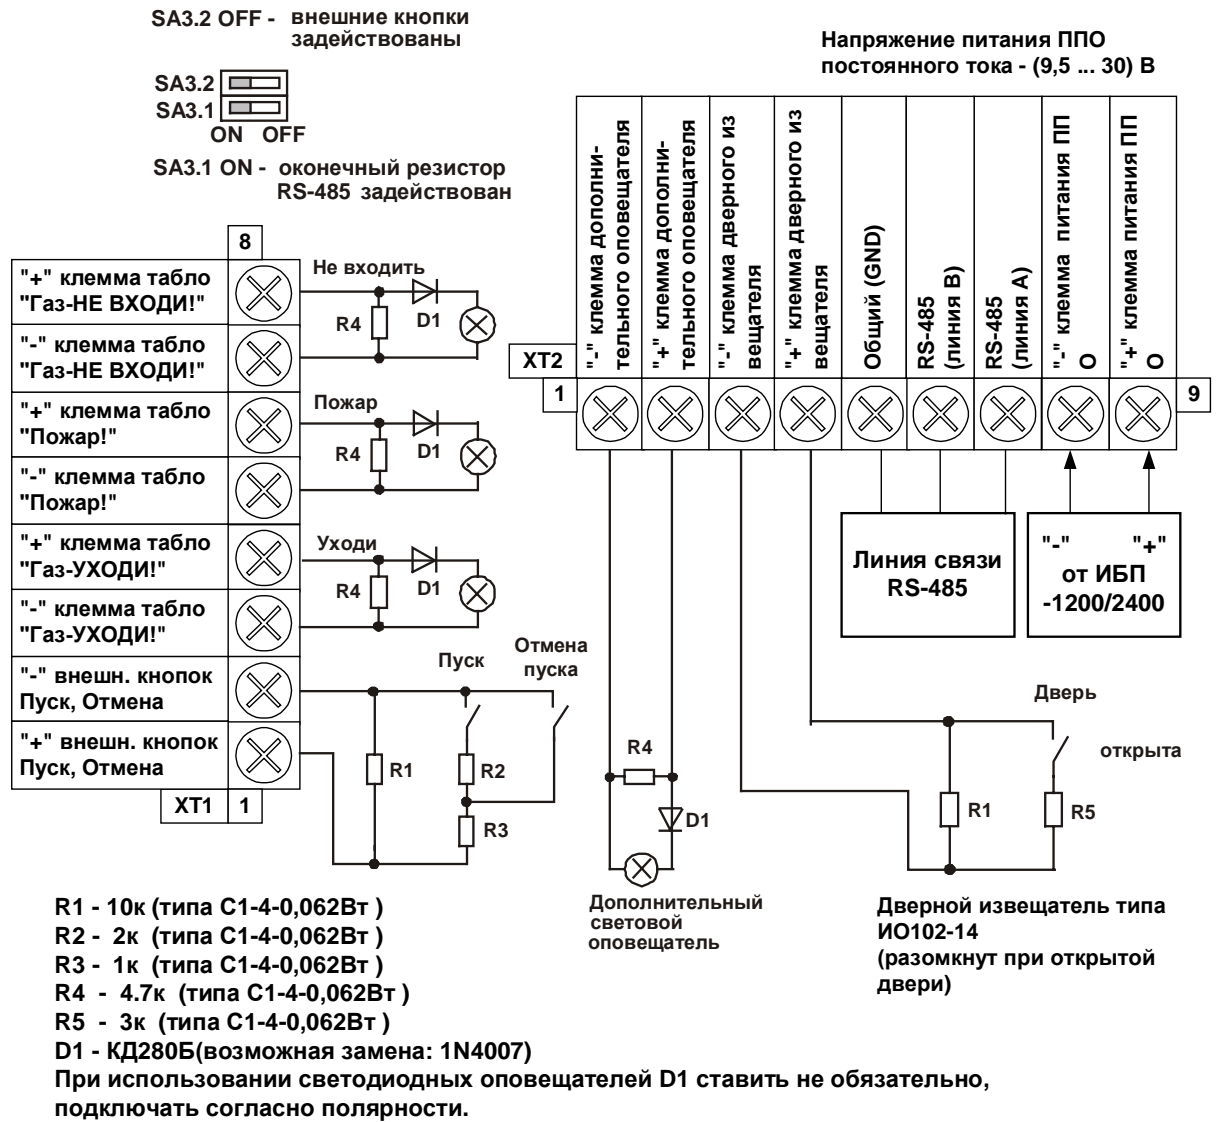 SA3.2 OFF - внешние кнопки
задействованы
SA3.2
SA3.1
ON OFF
SA3.1 ON - оконечный резистор
RS-485 задействован
Напряжение питания ППО
постоянного тока - (9,5 ... 30) В
8
"+" клемма табло
"Газ-НЕ ВХОДИ!"
"-" клемма табло
"Газ-НЕ ВХОДИ!"
"+" клемма табло
"Пожар!"
"-" клемма табло
"Пожар!"
"+" клемма табло
"Газ-УХОДИ!"
"-" клемма табло
"Газ-УХОДИ!"
"-" внешн. кнопок
Пуск, Отмена
"+" внешн. кнопок
Пуск, Отмена
XT1 1
Не входить
R4
D1
Пожар
R4
D1
Уходи
R4
D1
Пуск
Отмена
пуска
R1
R2
R3
XT2
1
"-" клемма дополни-
тельного оповещателя
"+" клемма дополни-
тельного оповещателя
"-" клемма дверного из
вещателя
"+" клемма дверного из
вещателя
Общий (GND)
RS-485
(линия B)
RS-485
(линия A)
"-" клемма питания ПП
О
"+" клемма питания ПП
О
9
Линия связи
RS-485
"-" "+"
от ИБП
-1200/2400
R4
D1
Дополнительный
световой
оповещатель
Дверь
открыта
R1
R5
Дверной извещатель типа
ИО102-14
(разомкнут при открытой
двери)
R1 - 10к (типа С1-4-0,062Вт )
R2 - 2к (типа С1-4-0,062Вт )
R3 - 1к (типа С1-4-0,062Вт )
R4 - 4.7к (типа С1-4-0,062Вт )
R5 - 3к (типа С1-4-0,062Вт )
D1 - КД280Б(возможная замена: 1N4007)
При использовании светодиодных оповещателей D1 ставить не обязательно,
подключать согласно полярности.